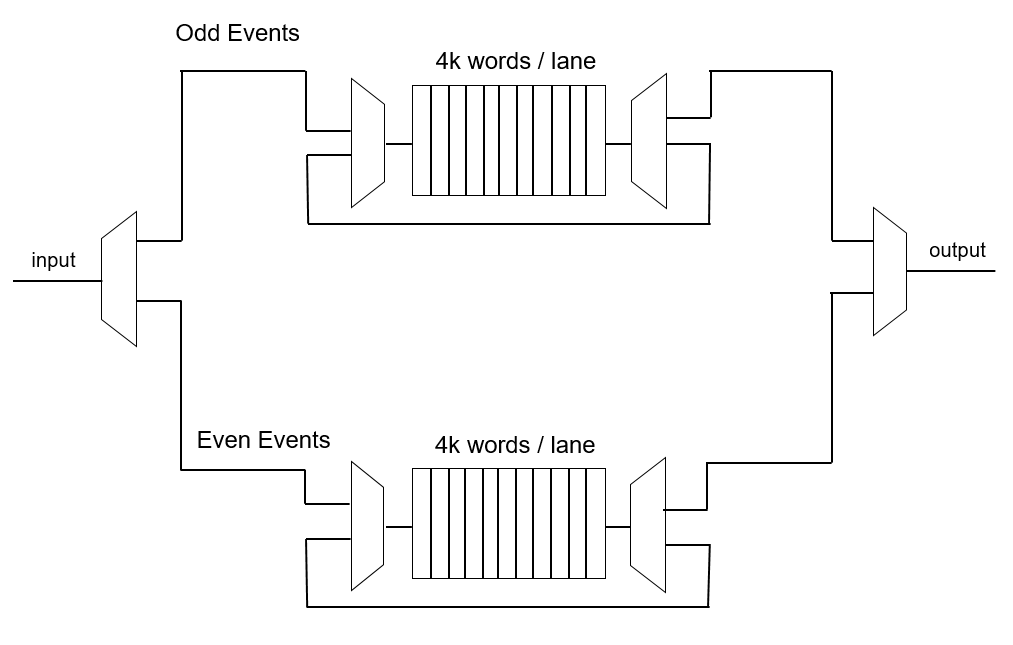 Odd Events
4k words / lane
input
output
Even Events
4k words / lane